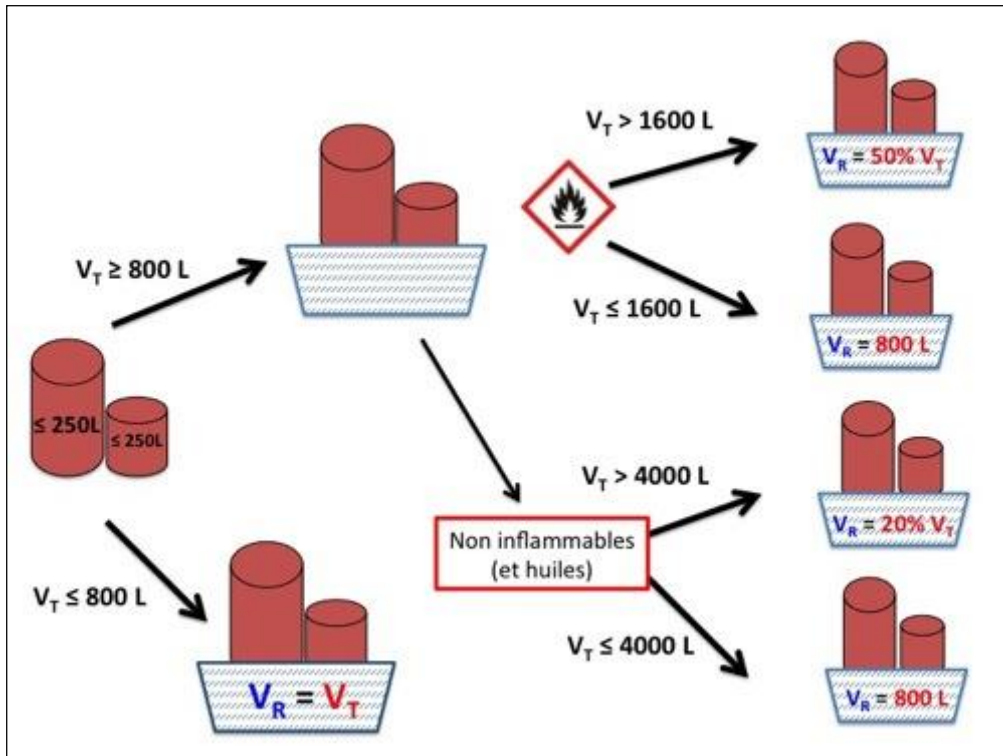 V_T > 1600 L
V_R = 50% V_T
V_T ≥ 800 L
V_T ≤ 1600 L
V_R = 800 L
≤ 250L
≤ 250L
V_T > 4000 L
V_R = 20% V_T
Non inflammables
(et huiles)
V_T ≤ 800 L
V_T ≤ 4000 L
V_R = V_T
V_R = 800 L